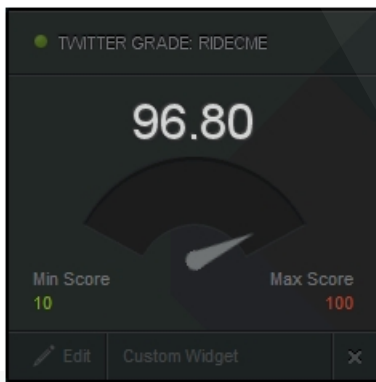 TWITTER GRADE: RIDECME
96.80
Min Score Max Score
10 100
Edit Custom Widget ×